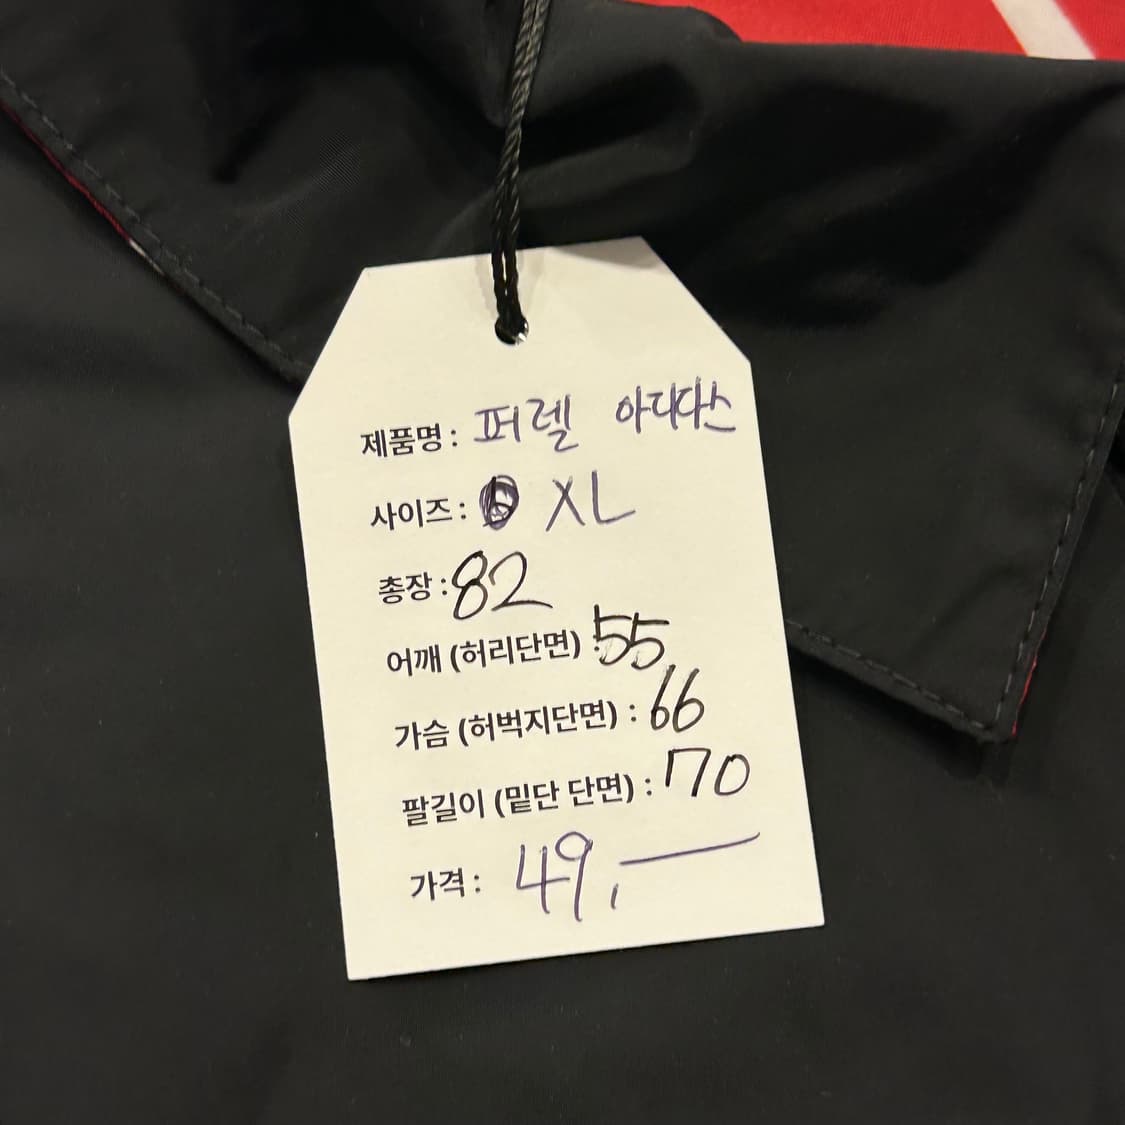 제품명 : 퍼렐 아디다스
사이즈 : XL
총장 : 82
어깨 (허리단면) : 55
가슴 (허벅지단면) : 66
팔길이 (밑단 단면) : 70
가격 : 49,—